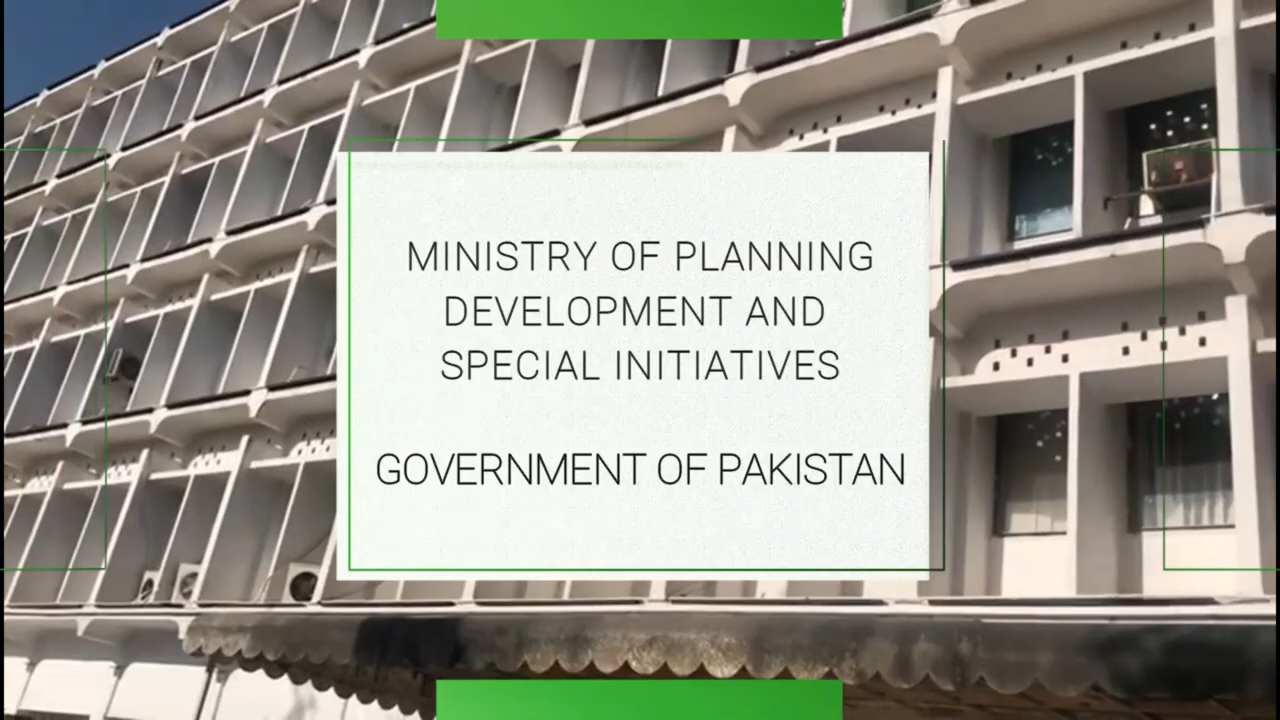 MINISTRY OF PLANNING
DEVELOPMENT AND
SPECIAL INITIATIVES
GOVERNMENT OF PAKISTAN